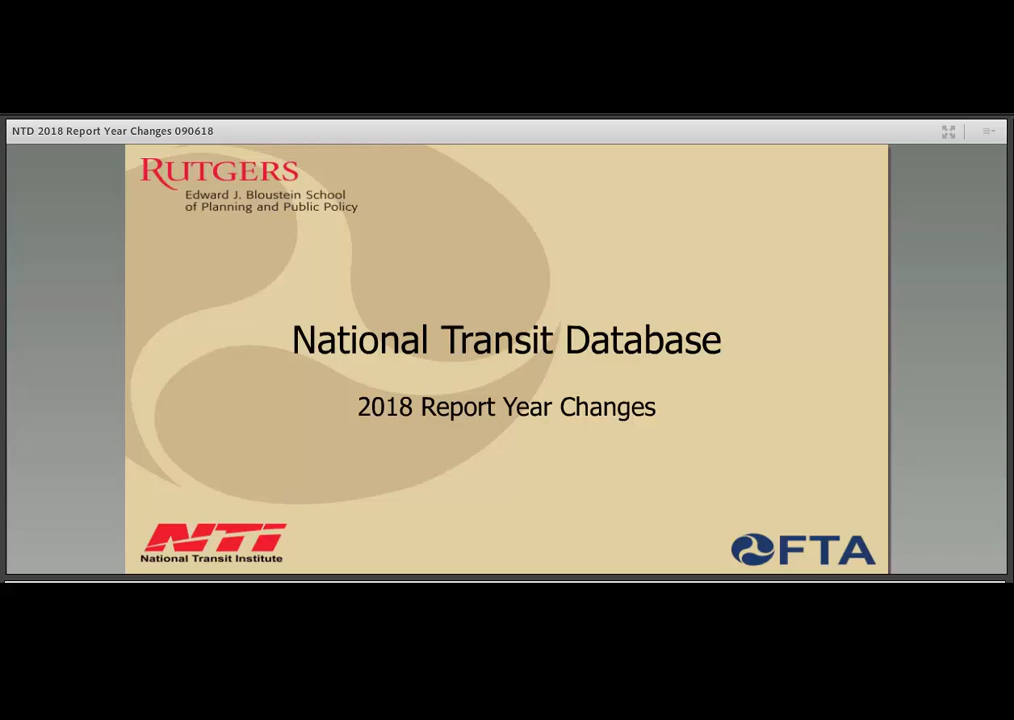 NTD 2018 Report Year Changes 090618
RUTGERS
Edward J. Bloustein School
of Planning and Public Policy
National Transit Database
2018 Report Year Changes
NTI
National Transit Institute
FTA